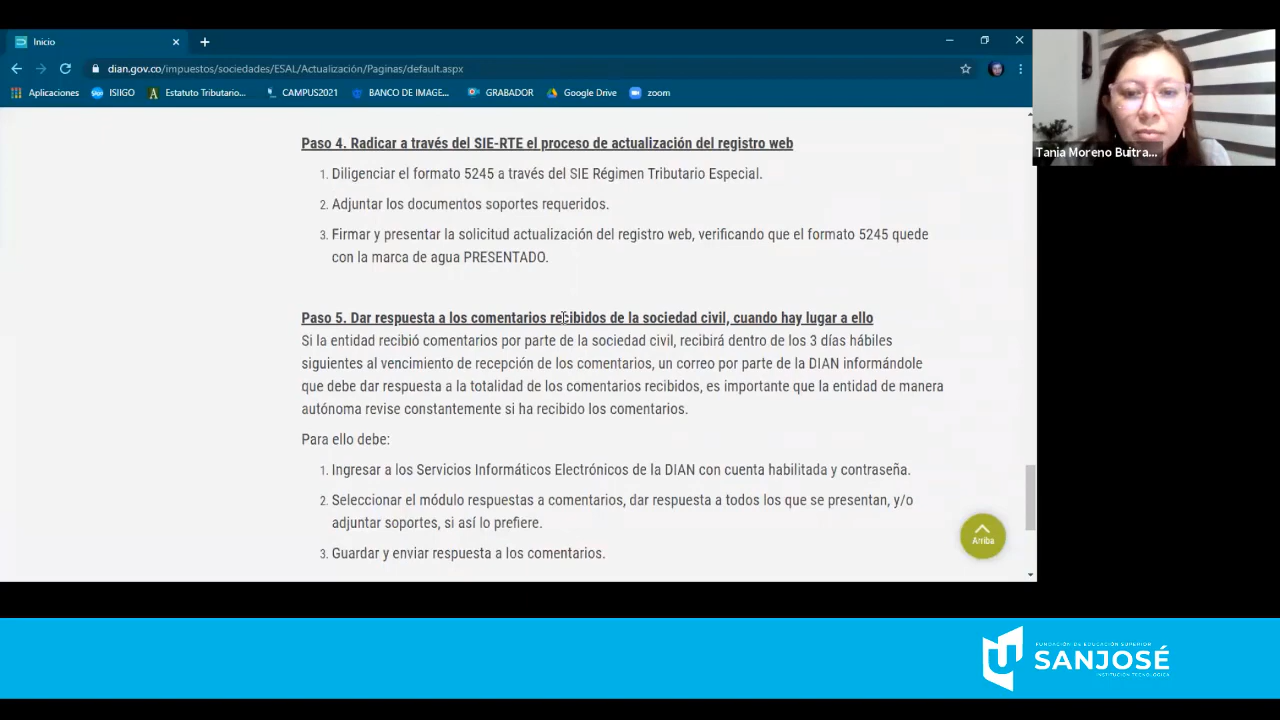 Inicio
dian.gov.co/impuestos/sociedades/ESAL/Actualización/Paginas/default.aspx
Aplicaciones
ISIIGO
Estatuto Tributario...
CAMPUS2021
BANCO DE IMAGE...
GRABADOR
Google Drive
zoom
Tania Moreno Buitra...
Paso 4. Radicar a través del SIE-RTE el proceso de actualización del registro web
1. Diligenciar el formato 5245 a través del SIE Régimen Tributario Especial.
2. Adjuntar los documentos soportes requeridos.
3. Firmar y presentar la solicitud actualización del registro web, verificando que el formato 5245 quede
con la marca de agua PRESENTADO.
Paso 5. Dar respuesta a los comentarios recibidos de la sociedad civil, cuando hay lugar a ello
Si la entidad recibió comentarios por parte de la sociedad civil, recibirá dentro de los 3 días hábiles
siguientes al vencimiento de recepción de los comentarios, un correo por parte de la DIAN informándole
que debe dar respuesta a la totalidad de los comentarios recibidos, es importante que la entidad de manera
autónoma revise constantemente si ha recibido los comentarios.
Para ello debe:
1. Ingresar a los Servicios Informáticos Electrónicos de la DIAN con cuenta habilitada y contraseña.
2. Seleccionar el módulo respuestas a comentarios, dar respuesta a todos los que se presentan, y/o
adjuntar soportes, si así lo prefiere.
3. Guardar y enviar respuesta a los comentarios.
Arriba
FUNDACIÓN DE EDUCACIÓN SUPERIOR
SANJOSÉ
INSTITUCIÓN TECNOLÓGICA